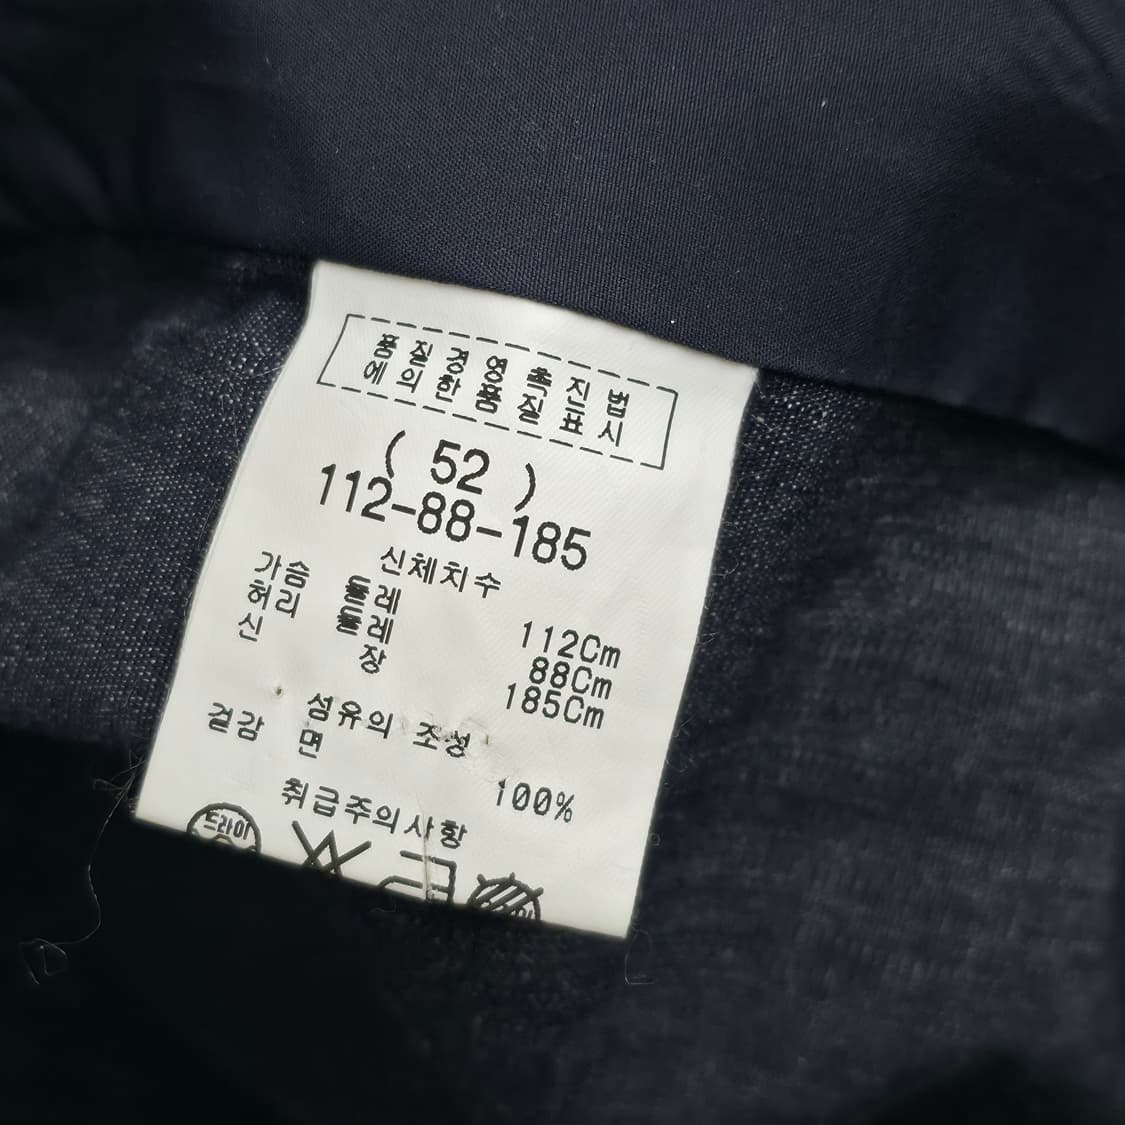 품질경영촉진법
에의한품질표시
( 52 )
112-88-185
신체치수
가슴 둘레 112Cm
허리 둘레 88Cm
신 장 185Cm
섬유의 조성
겉감 면 100%
취급주의사항
드라이